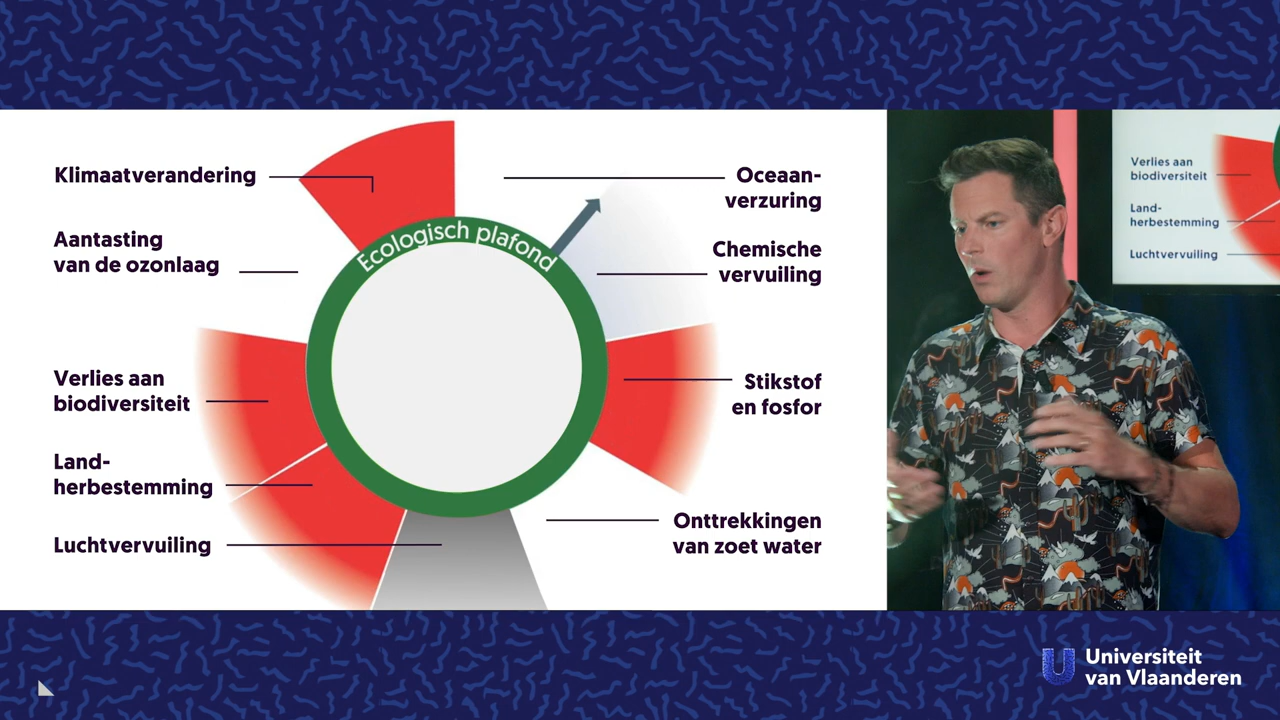 Klimaatverandering
Aantasting
van de ozonlaag
Verlies aan
biodiversiteit
Land-
herbestemming
Luchtvervuiling
Ecologisch plafond
Oceaan-
verzuring
Chemische
vervuiling
Stikstof
en fosfor
Onttrekkingen
van zoet water
Verlies aan
biodiversiteit
Land-
herbestemming
Luchtvervuiling
Universiteit
van Vlaanderen